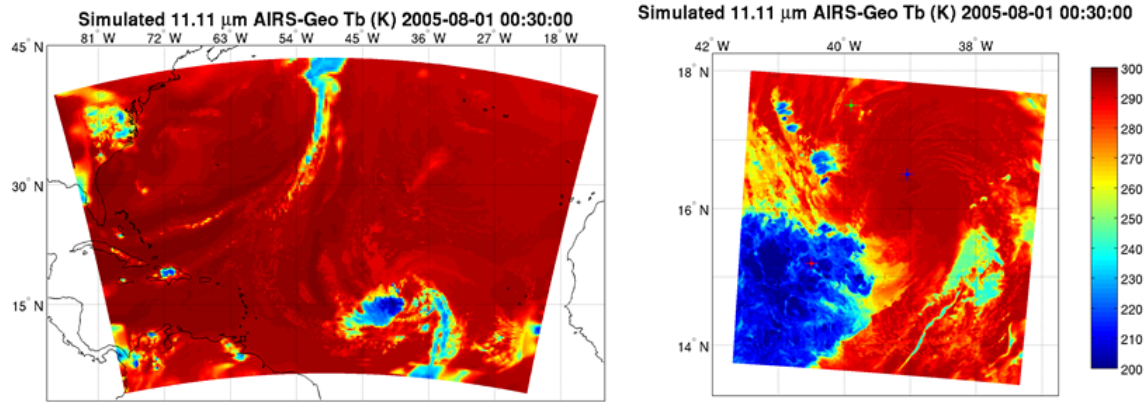 Simulated 11.11 μm AIRS-Geo Tb (K) 2005-08-01 00:30:00
81° W 72° W 63° W 54° W 45° W 36° W 27° W 18° W
45° N
30° N
15° N
Simulated 11.11 μm AIRS-Geo Tb (K) 2005-08-01 00:30:00
42° W 40° W 38° W
18° N
16° N
14° N
300
290
280
270
260
250
240
230
220
210
200